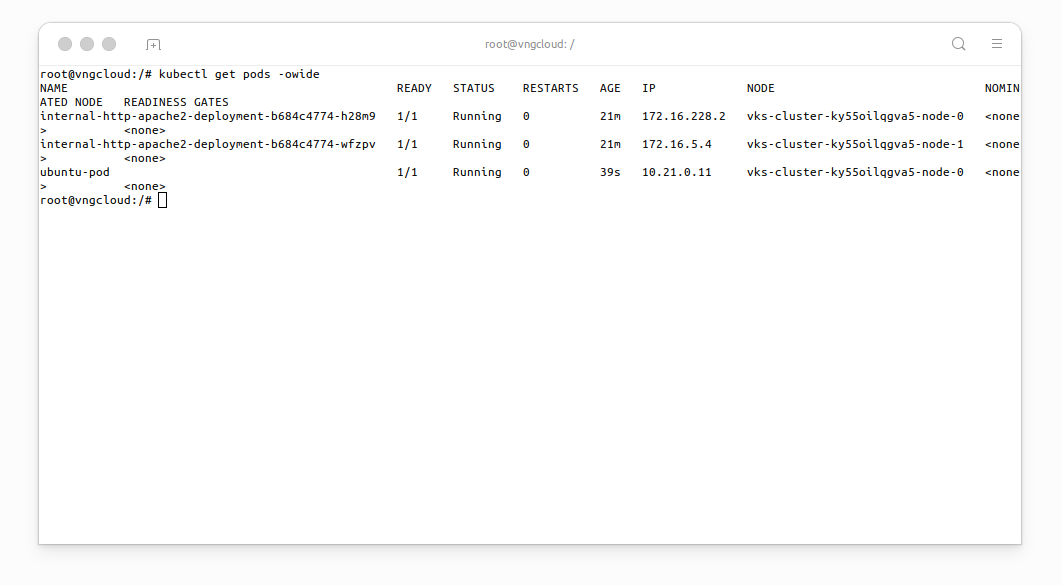 root@vngcloud: /
root@vngcloud:/# kubectl get pods -owide
NAME                                               READY   STATUS    RESTARTS   AGE   IP             NODE                              NOMIN
ATED NODE   READINESS GATES
internal-http-apache2-deployment-b684c4774-h28m9   1/1     Running   0          21m   172.16.228.2   vks-cluster-ky55oilqgva5-node-0   <none
>           <none>
internal-http-apache2-deployment-b684c4774-wfzpv   1/1     Running   0          21m   172.16.5.4     vks-cluster-ky55oilqgva5-node-1   <none
>           <none>
ubuntu-pod                                         1/1     Running   0          39s   10.21.0.11     vks-cluster-ky55oilqgva5-node-0   <none
>           <none>
root@vngcloud:/#